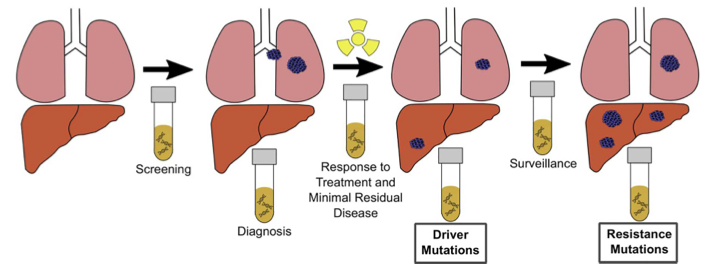 Screening
Diagnosis
Response to
Treatment and
Minimal Residual
Disease
Driver
Mutations
Surveillance
Resistance
Mutations